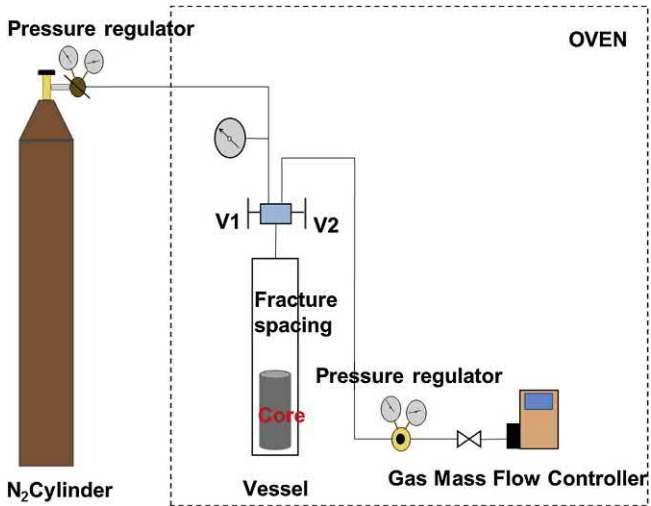 Pressure regulator
OVEN
V1
V2
Fracture
spacing
Pressure regulator
Core
Gas Mass Flow Controller
N₂Cylinder
Vessel